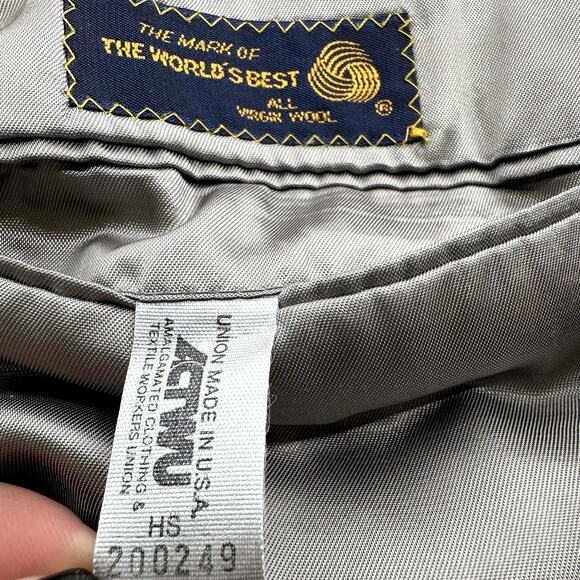 THE MARK OF
THE WORLD'S BEST
ALL
VIRGIN WOOL
®
UNION MADE IN U.S.A.
ACTWU
AMALGAMATED CLOTHING &
TEXTILE WORKERS UNION
HS
200249